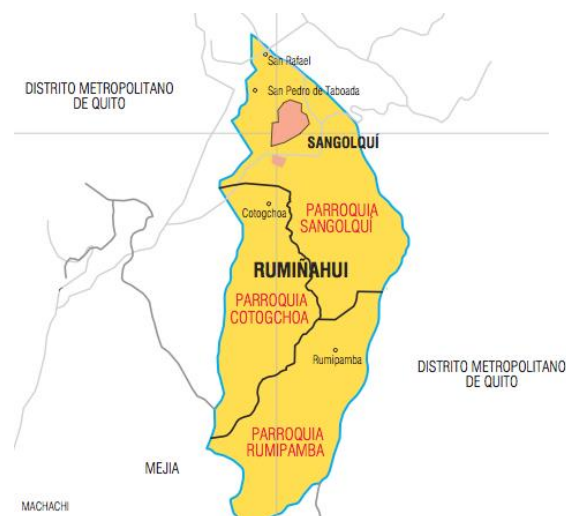 San Rafael
DISTRITO METROPOLITANO
DE QUITO
San Pedro de Taboada
SANGOLQUÍ
Cotogchoa
PARROQUIA
SANGOLQUÍ
RUMIÑAHUI
PARROQUIA
COTOGCHOA
Rumipamba
DISTRITO METROPOLITANO
DE QUITO
PARROQUIA
RUMIPAMBA
MEJIA
MACHACHI